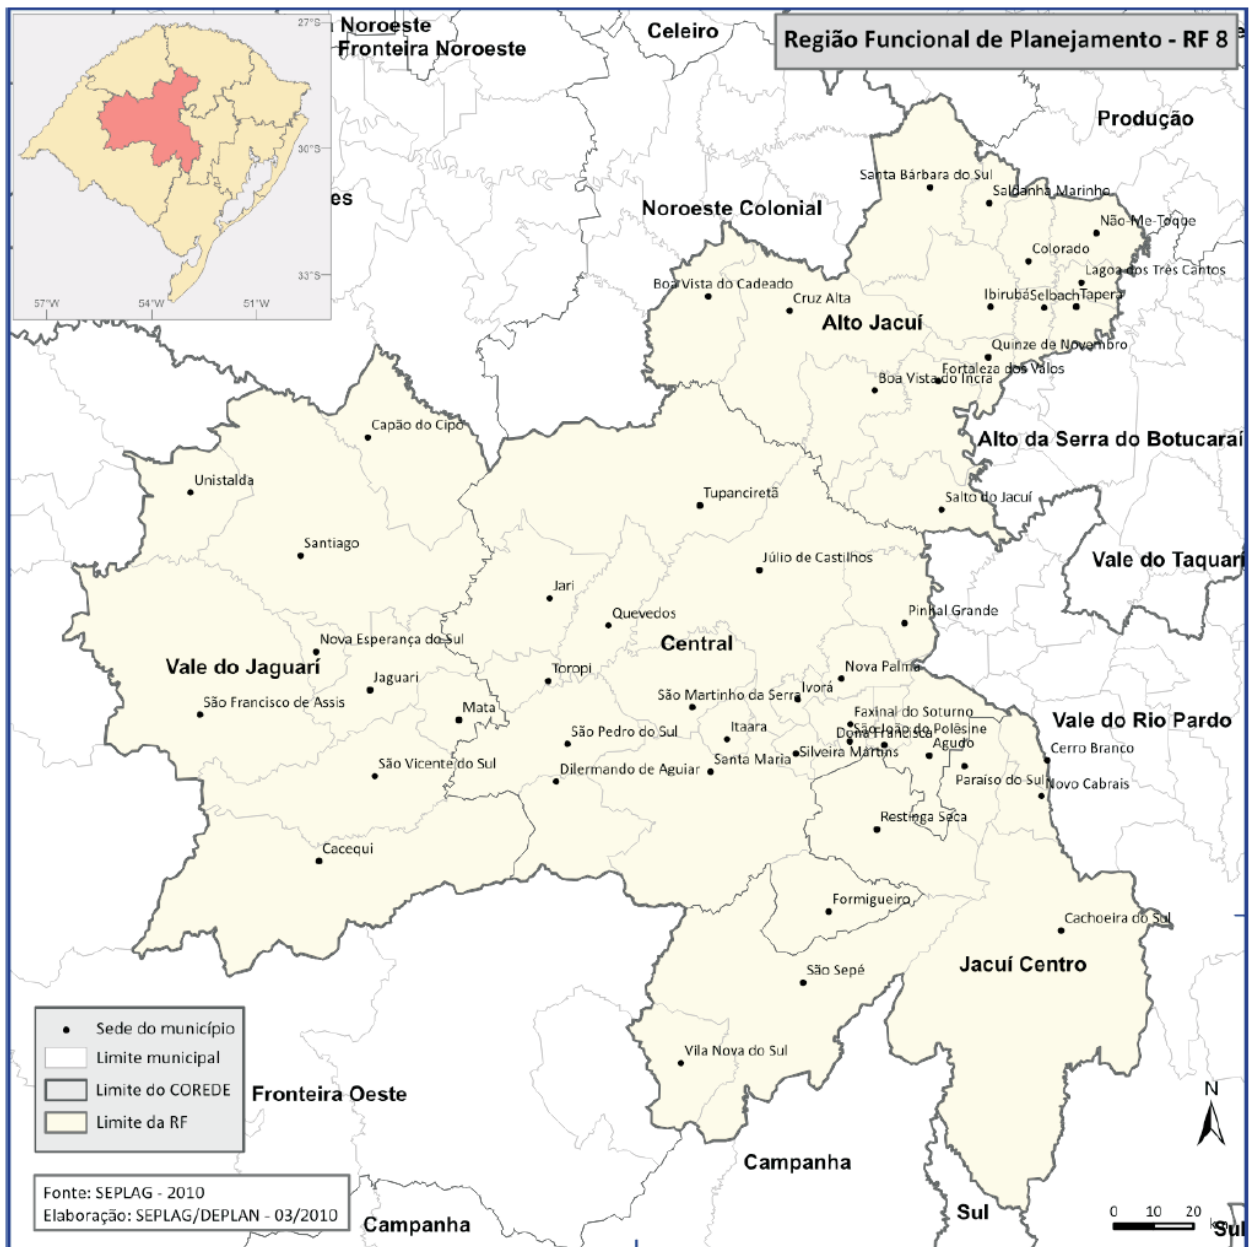 Noroeste
Fronteira Noroeste
Celeiro
Região Funcional de Planejamento - RF 8
27°S
30°S
33°S
57°W
54°W
51°W
es
Produção
Santa Bárbara do Sul
Saldanha Marinho
Noroeste Colonial
Não-Me-Toque
Colorado
Lagoa dos Três Cantos
Boa Vista do Cadeado
Cruz Alta
Ibirubá
Selbach
Tapera
Alto Jacuí
Quinze de Novembro
Fortaleza dos Valos
Boa Vista do Incra
Capão do Cipó
Alto da Serra do Botucaraí
Unistalda
Tupanciretã
Salto do Jacuí
Santiago
Júlio de Castilhos
Vale do Taquari
Jari
Quevedos
Pinhal Grande
Nova Esperança do Sul
Central
Vale do Jaguarí
Toropi
Nova Palma
Jaguari
Ivorá
São Martinho da Serra
São Francisco de Assis
Mata
Faxinal do Soturno
Vale do Rio Pardo
São Pedro do Sul
Itaara
São João do Polêsine
Dona Francisca
Agudo
Cerro Branco
Silveira Martins
São Vicente do Sul
Dilermando de Aguiar
Santa Maria
Paraíso do Sul
Novo Cabrais
Restinga Seca
Cacequi
Formigueiro
Cachoeira do Sul
Jacuí Centro
São Sepé
Vila Nova do Sul
Sede do município
Limite municipal
Limite do COREDE
Limite da RF
Fronteira Oeste
N
Campanha
Fonte: SEPLAG - 2010
Elaboração: SEPLAG/DEPLAN - 03/2010
Campanha
Sul
0 10 20
Sul